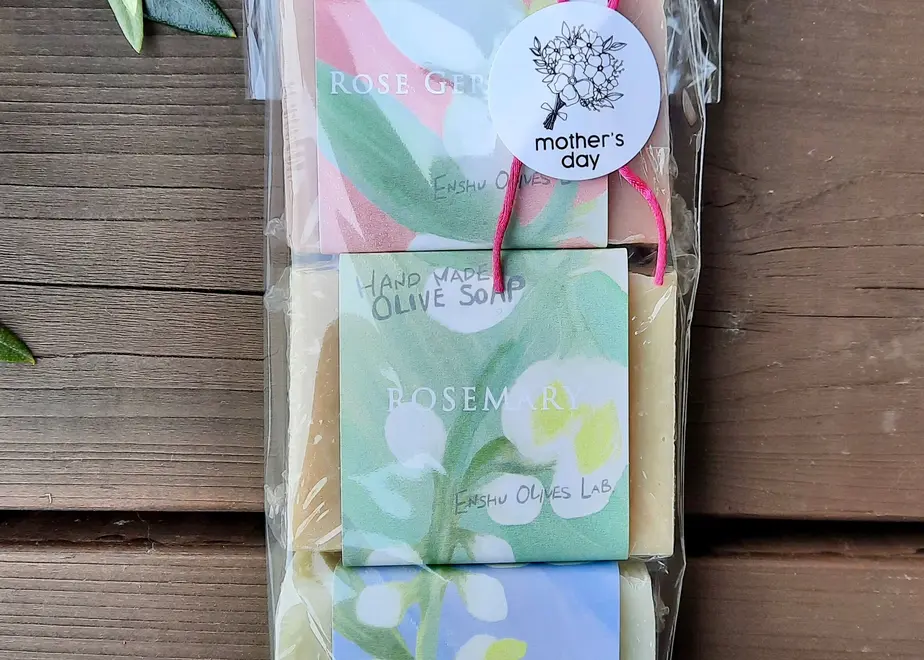 ROSE GER
mother's
day
ENSHU OLIVES L
HAND MADE
OLIVE SOAP
ROSEMARY
ENSHU OLIVES LAB.